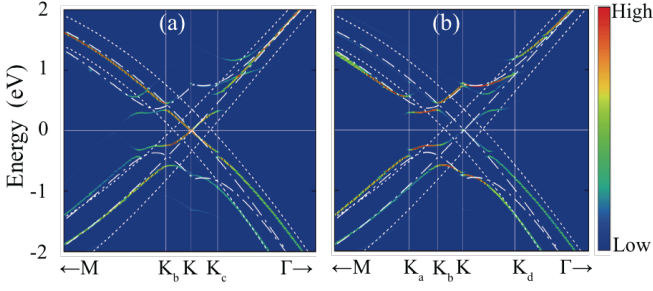 (a) (b)
High
Low
Energy (eV)
2
1
0
-1
-2
←M K_b K K_c Γ→
←M K_a K_b K K_d Γ→